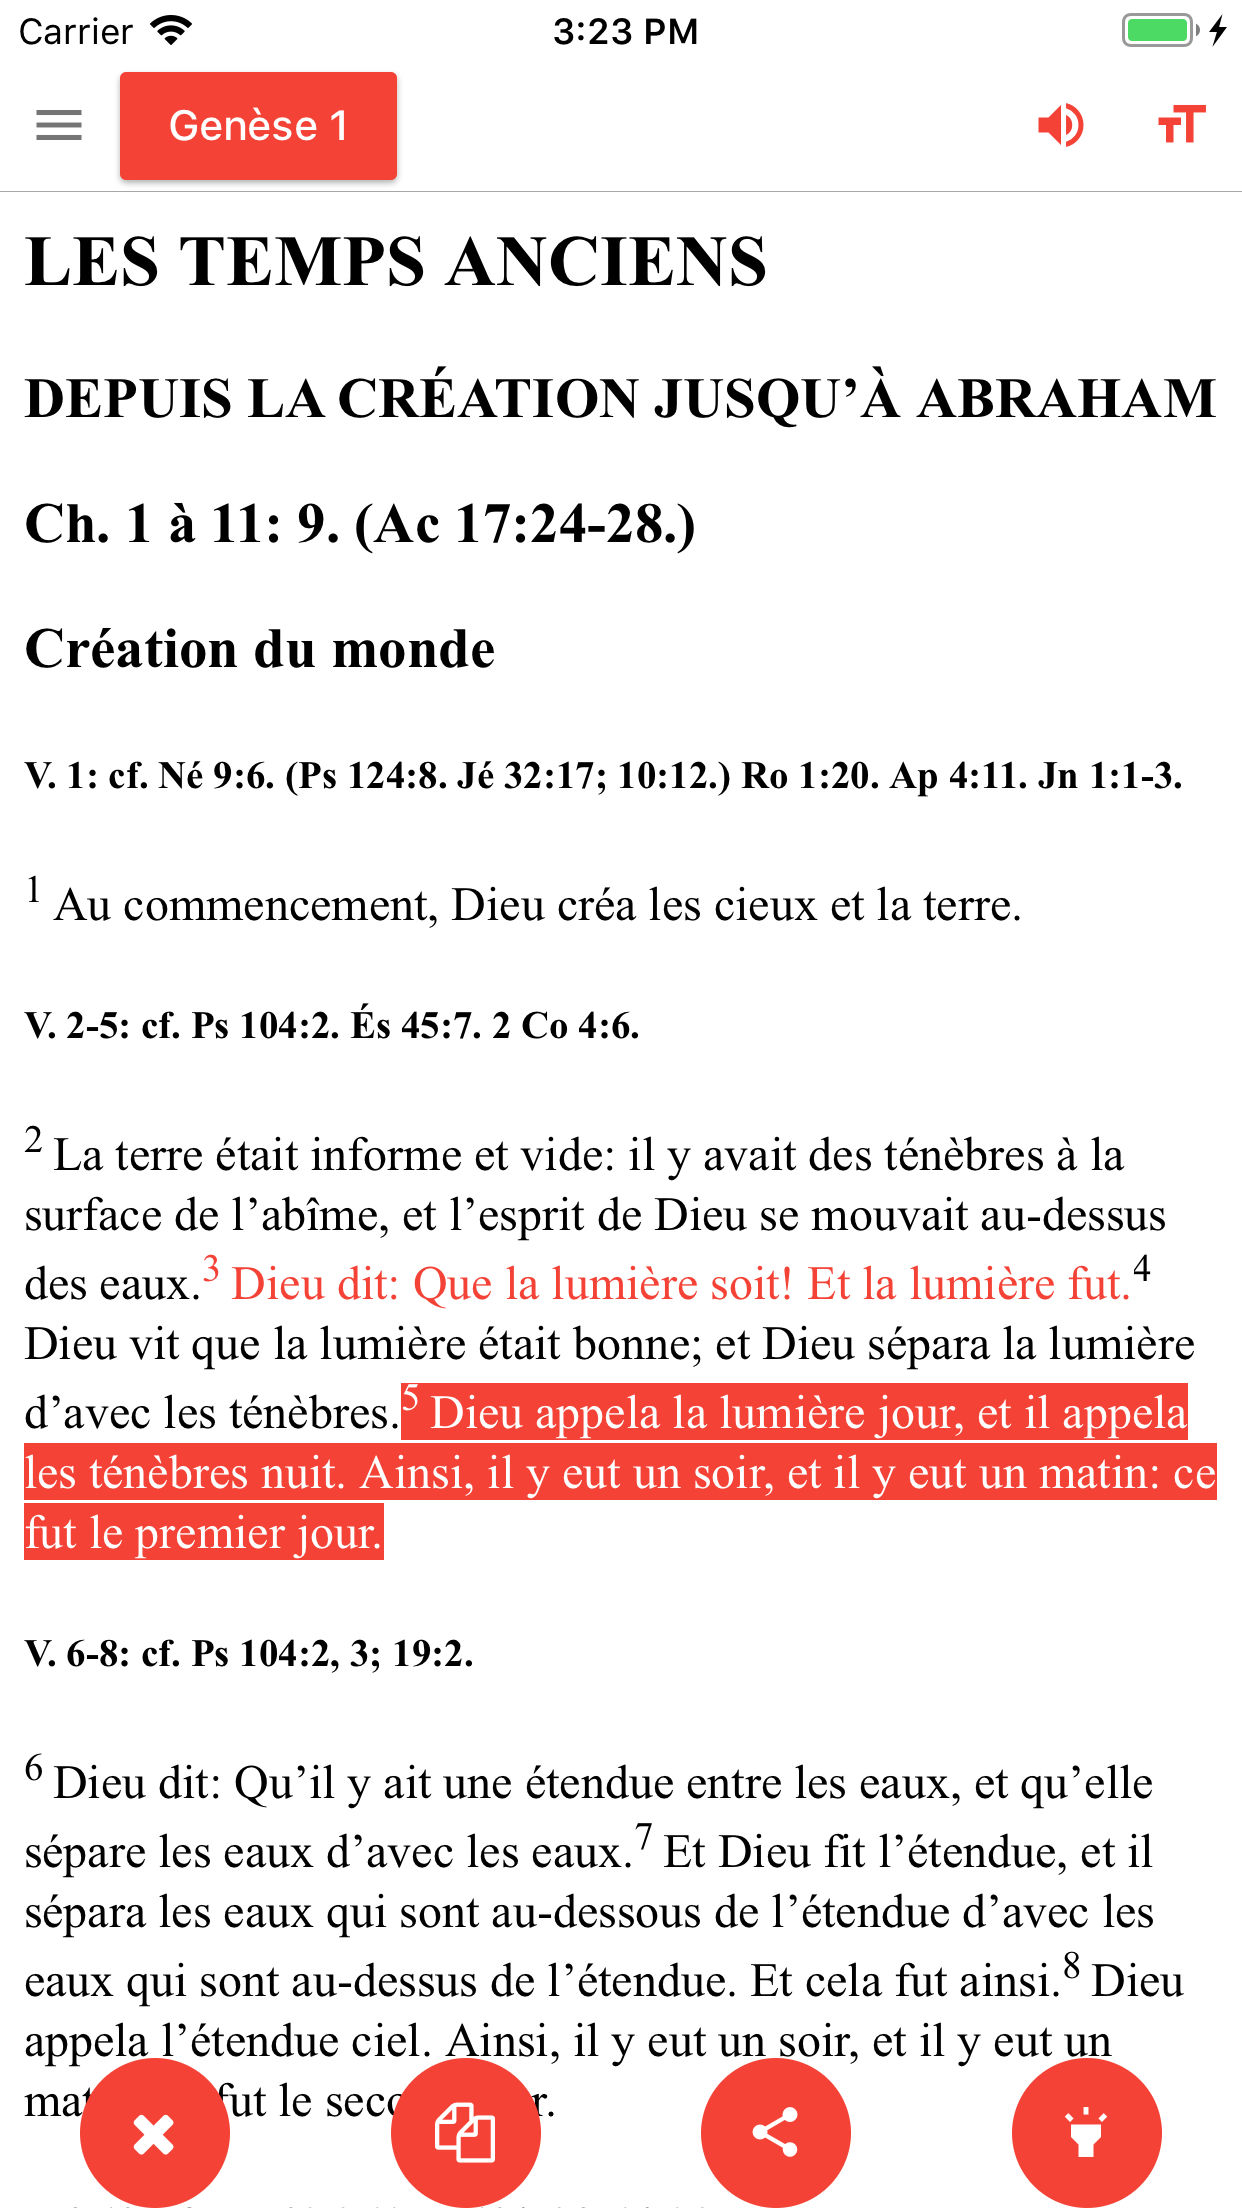 Carrier 3:23 PM
Genèse 1
LES TEMPS ANCIENS
DEPUIS LA CRÉATION JUSQU’À ABRAHAM
Ch. 1 à 11: 9. (Ac 17:24-28.)
Création du monde
V. 1: cf. Né 9:6. (Ps 124:8. Jé 32:17; 10:12.) Ro 1:20. Ap 4:11. Jn 1:1-3.
1 Au commencement, Dieu créa les cieux et la terre.
V. 2-5: cf. Ps 104:2. És 45:7. 2 Co 4:6.
2 La terre était informe et vide: il y avait des ténèbres à la
surface de l’abîme, et l’esprit de Dieu se mouvait au-dessus
des eaux.3 Dieu dit: Que la lumière soit! Et la lumière fut.4
Dieu vit que la lumière était bonne; et Dieu sépara la lumière
d’avec les ténèbres.5 Dieu appela la lumière jour, et il appela
les ténèbres nuit. Ainsi, il y eut un soir, et il y eut un matin: ce
fut le premier jour.
V. 6-8: cf. Ps 104:2, 3; 19:2.
6 Dieu dit: Qu’il y ait une étendue entre les eaux, et qu’elle
sépare les eaux d’avec les eaux.7 Et Dieu fit l’étendue, et il
sépara les eaux qui sont au-dessous de l’étendue d’avec les
eaux qui sont au-dessus de l’étendue. Et cela fut ainsi.8 Dieu
appela l’étendue ciel. Ainsi, il y eut un soir, et il y eut un
fut le